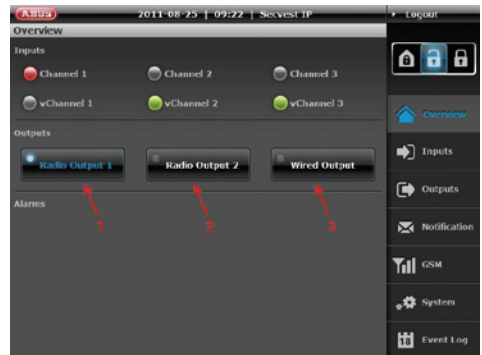 ABUS 2011-08-25 | 09:22 | Secvest IP Logout
Overview
Inputs
Channel 1 Channel 2 Channel 3
vChannel 1 vChannel 2 vChannel 3
Outputs
Radio Output 1 Radio Output 2 Wired Output
1 2 3
Alarms
Overview
Inputs
Outputs
Notification
GSM
System
18 Event Log